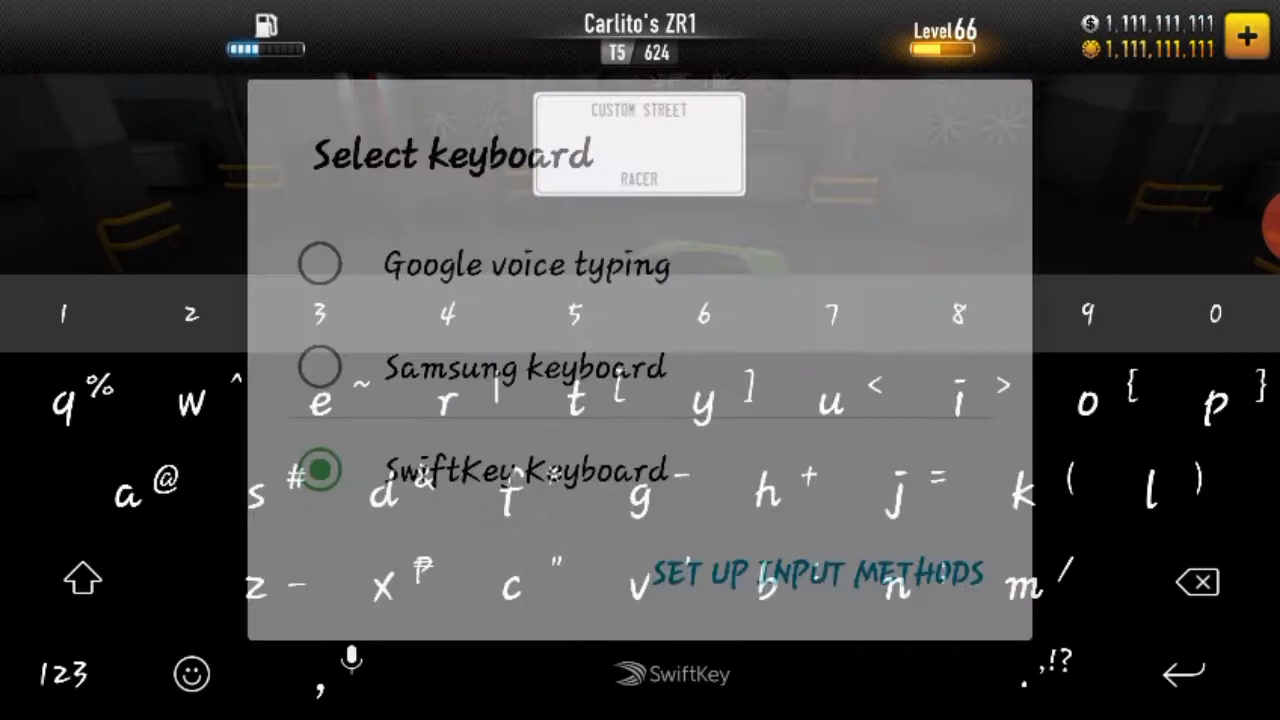 Carlito's ZR1
T5 / 624
Level 66
1,111,111,111
1,111,111,111
+
CUSTOM STREET
RACER
Select keyboard
Google voice typing
Samsung keyboard
SwiftKey Keyboard
SET UP INPUT METHODS
1 2 3 4 5 6 7 8 9 0
q % w ^ e ~ r | t [ y ] u < i > o { p }
a @ s # d & f * g - h + j = k ( l )
z - x ₱ c " v b n m /
123 , SwiftKey . ,!?